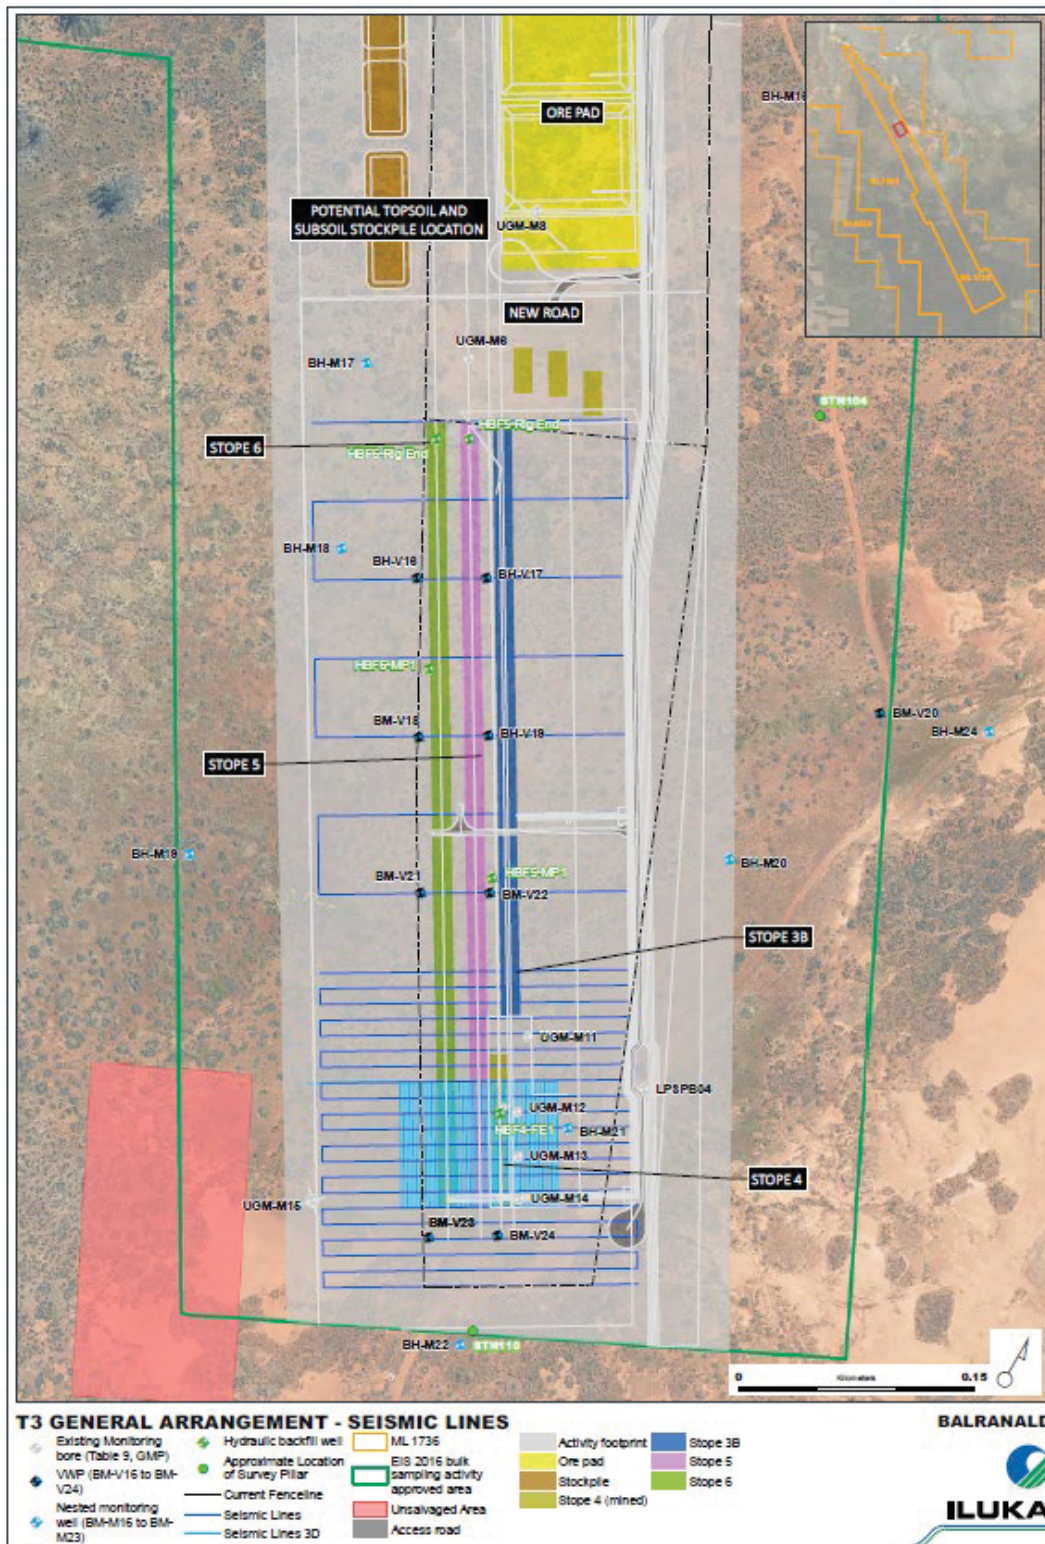 ORE PAD
BH-M16
POTENTIAL TOPSOIL AND
SUBSOIL STOCKPILE LOCATION
UGM-M8
NEW ROAD
UGM-M6
BH-M17
STN104
HBF5-Rig End
STOPE 6
HBF6-Rig End
BH-M18
BH-V16
BH-V17
HBF6-MP1
BM-V18
BH-V19
BM-V20
BH-M24
STOPE 5
BH-M19
BH-M20
BM-V21
HBF5-MP1
BM-V22
STOPE 3B
UGM-M11
LPSPB04
UGM-M12
HBF4-FE1
BH-M21
UGM-M13
STOPE 4
UGM-M15
UGM-M14
BM-V23
BM-V24
BH-M22
STN110
0
Kilometers
0.15
T3 GENERAL ARRANGEMENT - SEISMIC LINES
BALRANALD
Existing Monitoring
bore (Table 9, GMP)
VWP (BM-V16 to BM-
V24)
Nested monitoring
well (BM-M16 to BM-
M23)
Hydraulic backfill well
Approximate Location
of Survey Pillar
Current Fenceline
Seismic Lines
Seismic Lines 3D
ML 1736
EIS 2016 bulk
sampling activity
approved area
Unsalvaged Area
Access road
Activity footprint
Ore pad
Stockpile
Stope 4 (mined)
Stope 3B
Stope 5
Stope 6
ILUKA